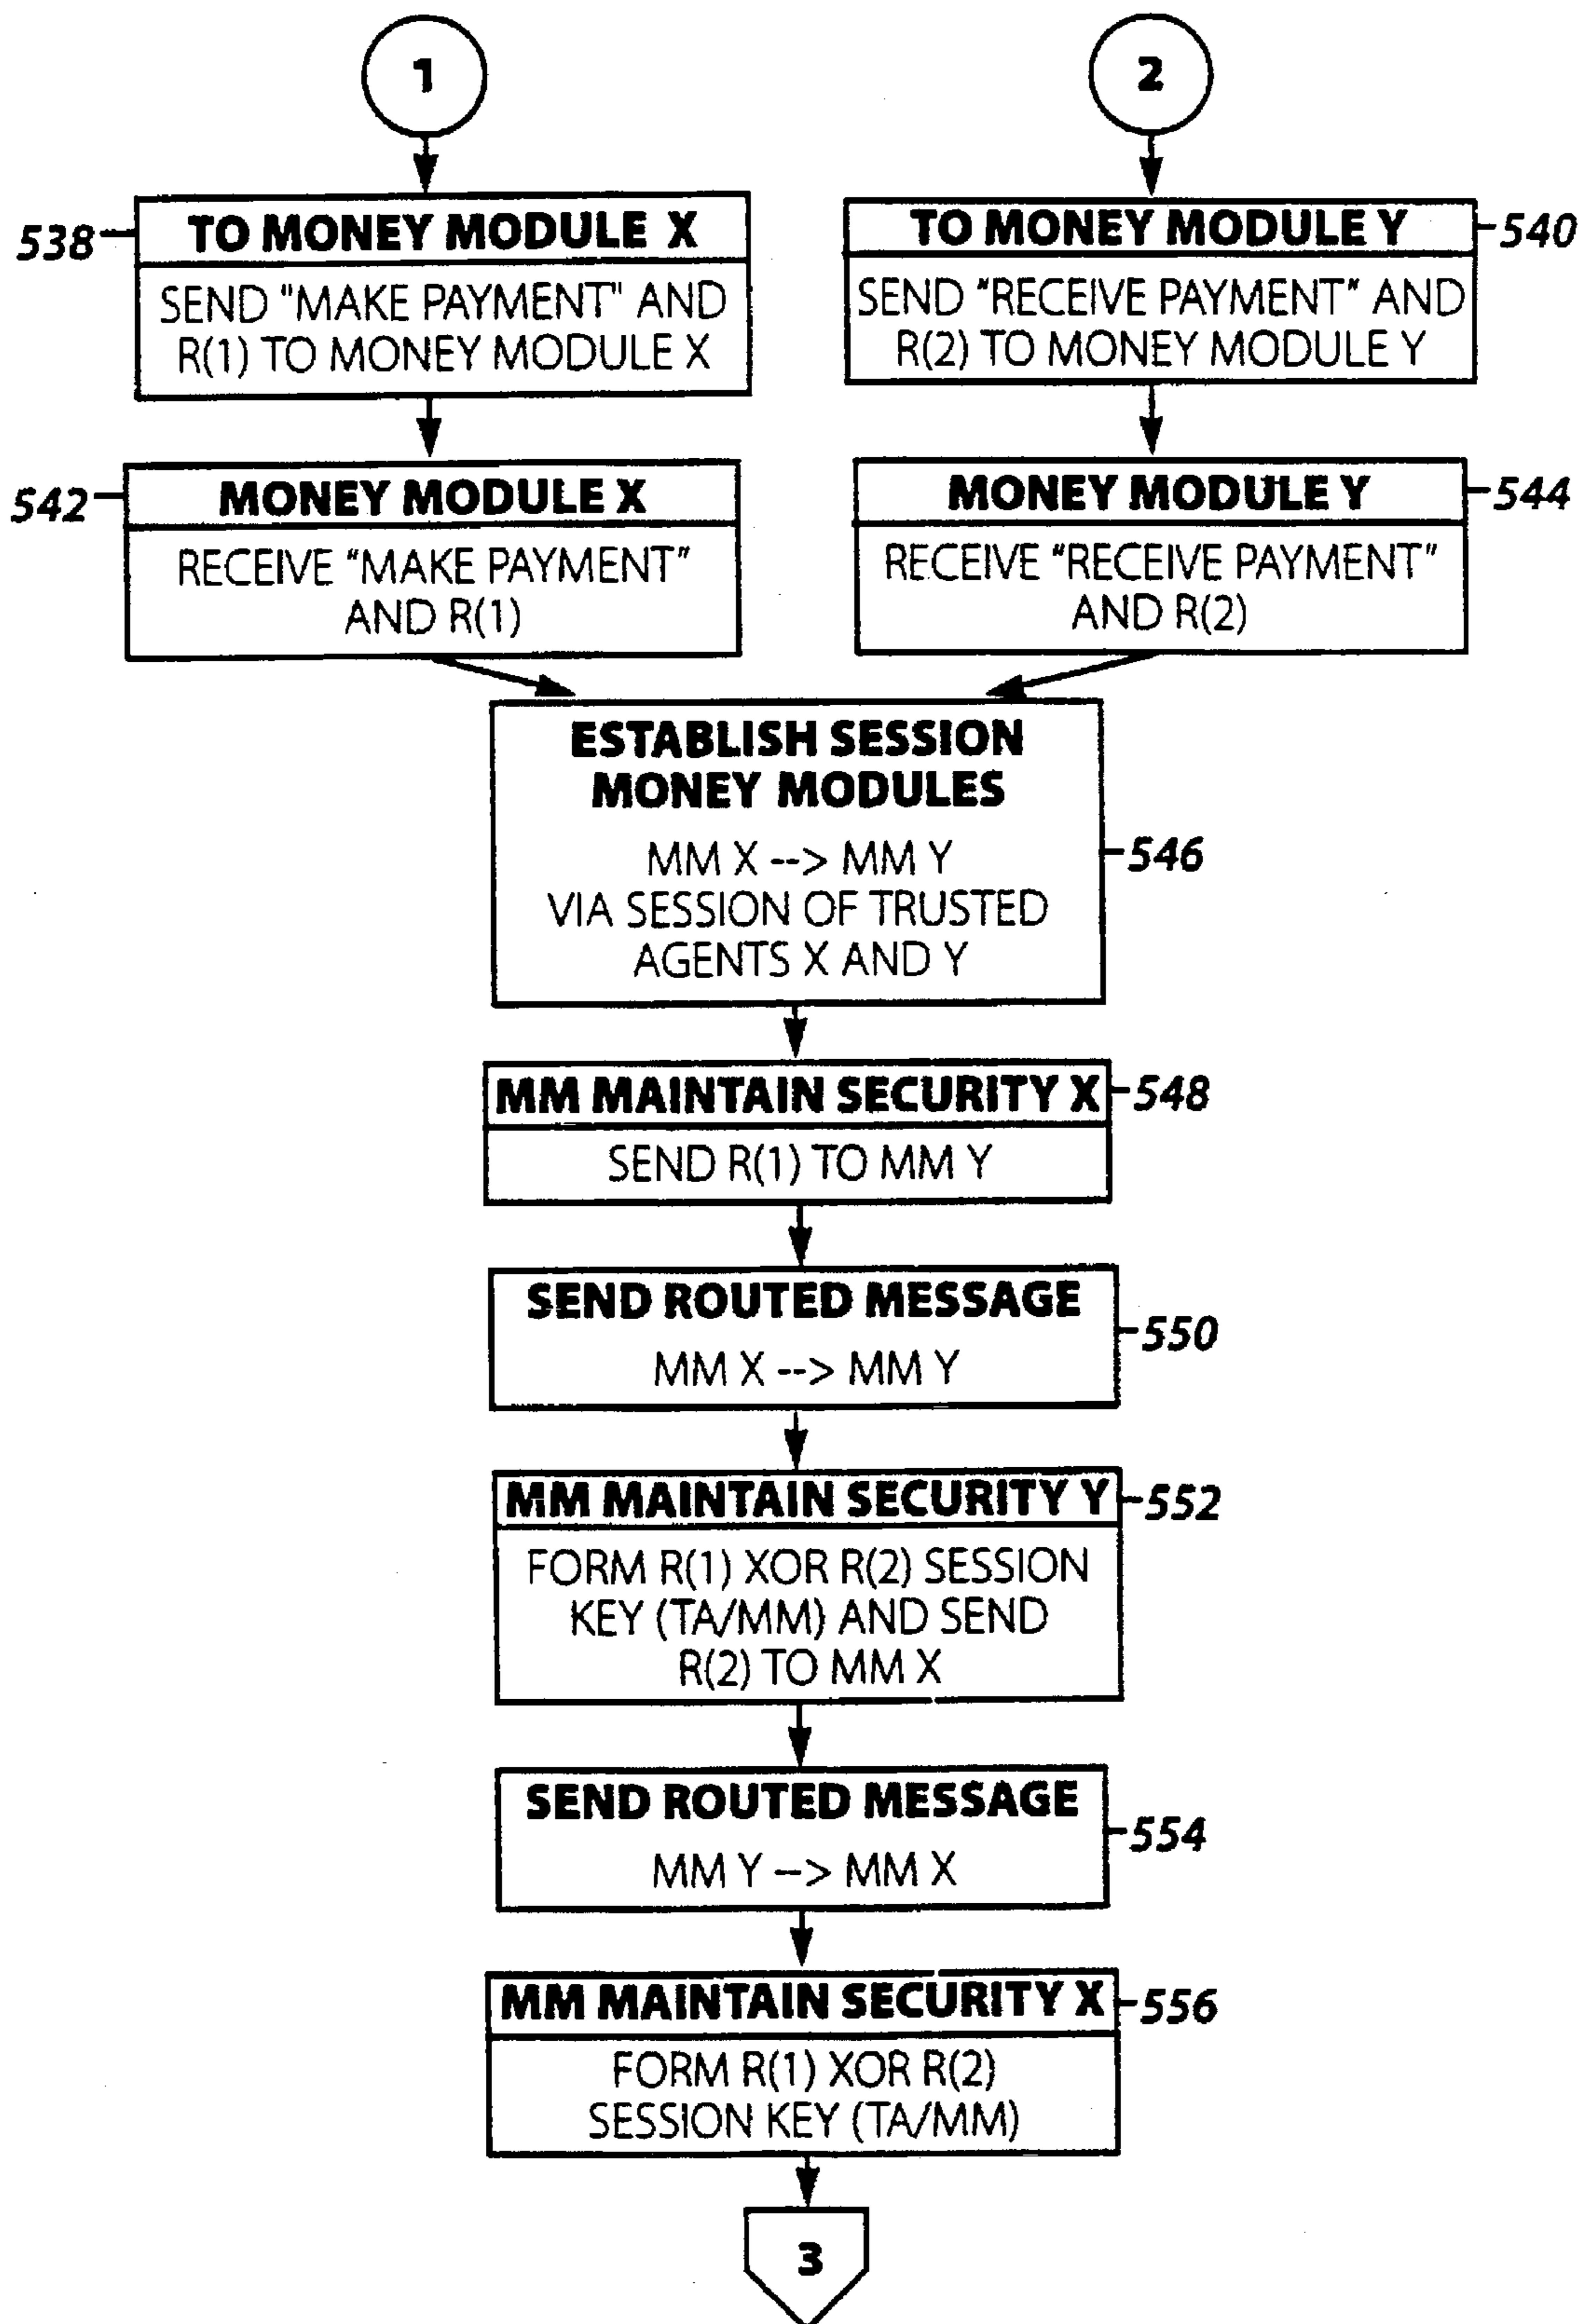 1
2
538
TO MONEY MODULE X
SEND "MAKE PAYMENT" AND
R(1) TO MONEY MODULE X
TO MONEY MODULE Y
540
SEND "RECEIVE PAYMENT" AND
R(2) TO MONEY MODULE Y
542
MONEY MODULE X
RECEIVE "MAKE PAYMENT"
AND R(1)
MONEY MODULE Y
544
RECEIVE "RECEIVE PAYMENT"
AND R(2)
ESTABLISH SESSION
MONEY MODULES
MM X --> MM Y
546
VIA SESSION OF TRUSTED
AGENTS X AND Y
MM MAINTAIN SECURITY X
548
SEND R(1) TO MM Y
SEND ROUTED MESSAGE
550
MM X --> MM Y
MM MAINTAIN SECURITY Y
552
FORM R(1) XOR R(2) SESSION
KEY (TA/MM) AND SEND
R(2) TO MM X
SEND ROUTED MESSAGE
554
MM Y --> MM X
MM MAINTAIN SECURITY X
556
FORM R(1) XOR R(2)
SESSION KEY (TA/MM)
3